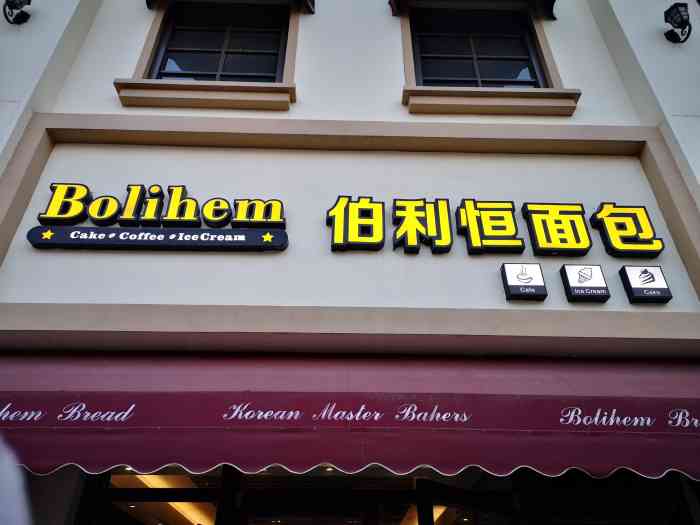 Bolihem
Cake Coffee IceCream
伯利恒面包
Cafe
Ice Cream
Cake
hem Bread
Korean Master Bahers
Bolihem Br